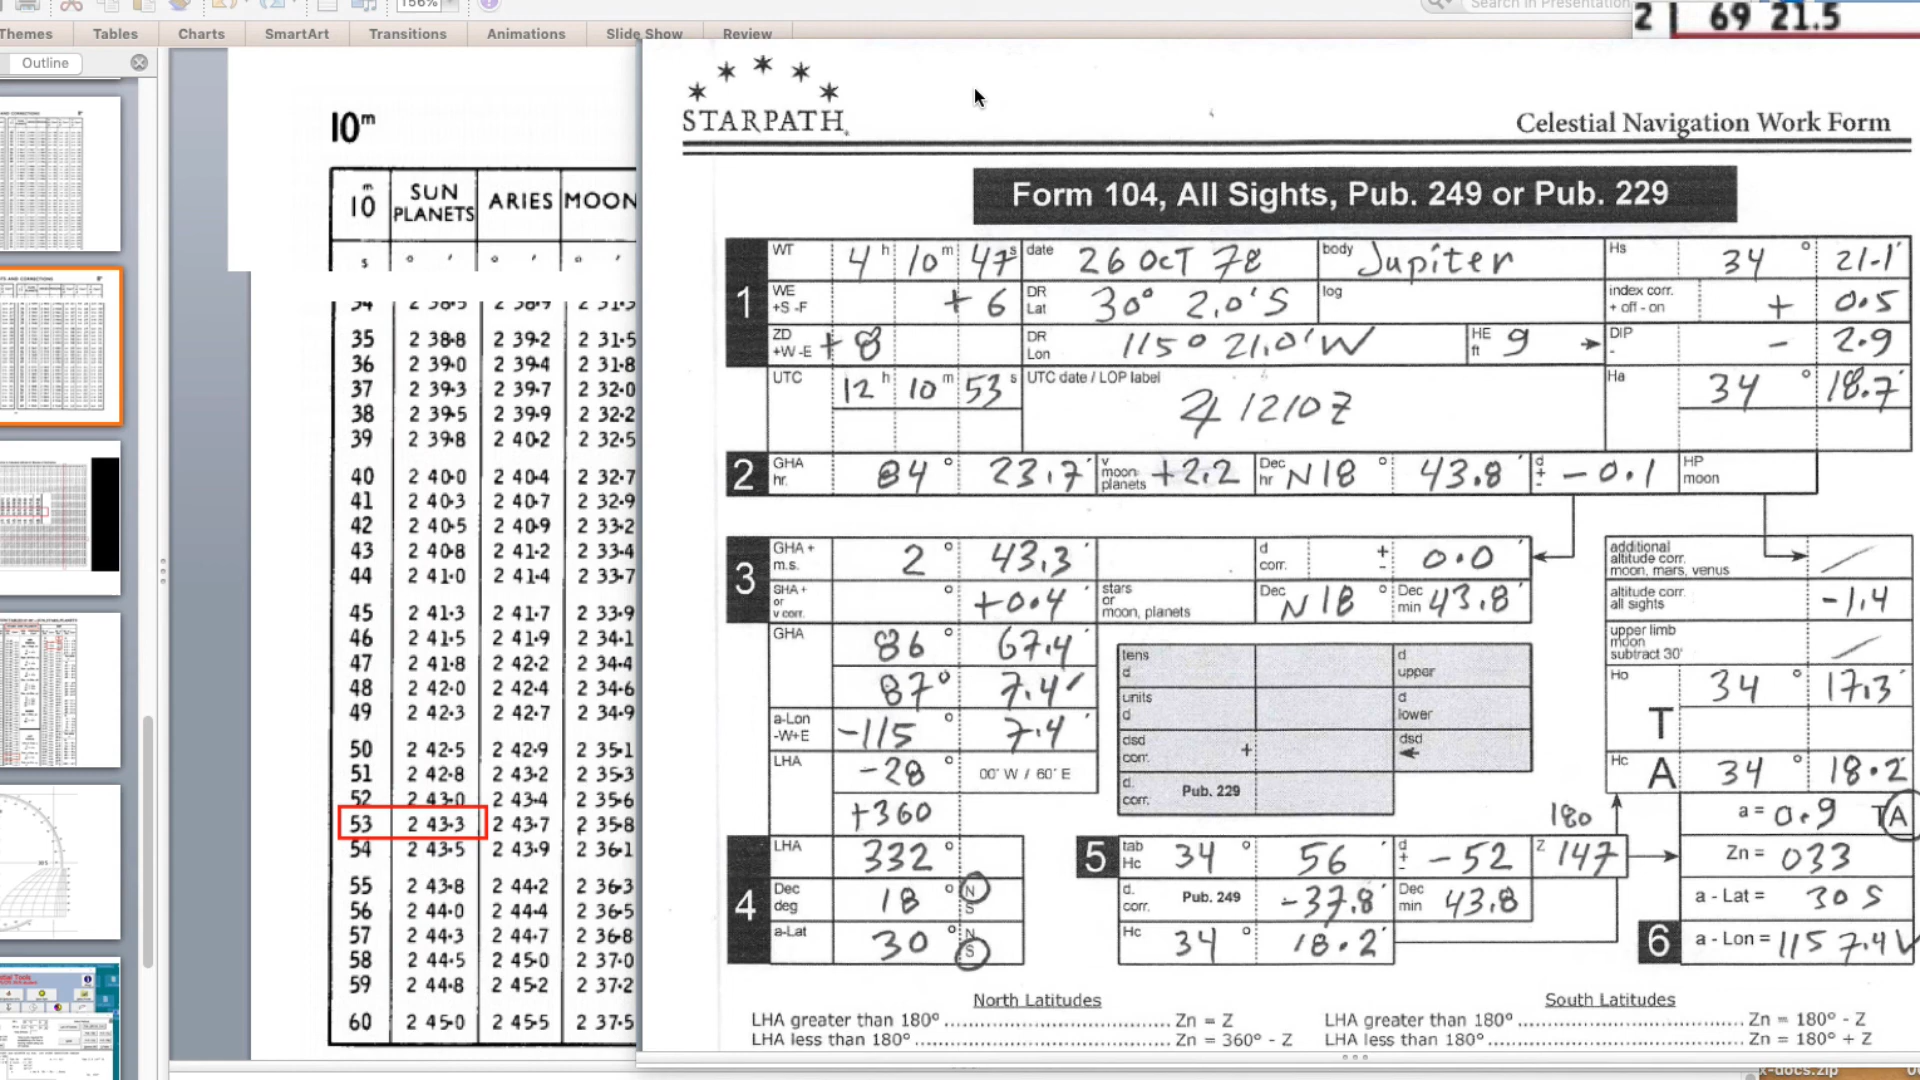 156%
Search in Presentation
2 69 21.5
Themes Tables Charts SmartArt Transitions Animations Slide Show Review
Outline
10ᵐ
m 10 SUN PLANETS ARIES MOON
s ° ′ ° ′ ° ′
34 2 38·5 2 38·9 2 31·3
35 2 38·8 2 39·2 2 31·5
36 2 39·0 2 39·4 2 31·8
37 2 39·3 2 39·7 2 32·0
38 2 39·5 2 39·9 2 32·2
39 2 39·8 2 40·2 2 32·5
40 2 40·0 2 40·4 2 32·7
41 2 40·3 2 40·7 2 32·9
42 2 40·5 2 40·9 2 33·2
43 2 40·8 2 41·2 2 33·4
44 2 41·0 2 41·4 2 33·7
45 2 41·3 2 41·7 2 33·9
46 2 41·5 2 41·9 2 34·1
47 2 41·8 2 42·2 2 34·4
48 2 42·0 2 42·4 2 34·6
49 2 42·3 2 42·7 2 34·9
50 2 42·5 2 42·9 2 35·1
51 2 42·8 2 43·2 2 35·3
52 2 43·0 2 43·4 2 35·6
53 2 43·3 2 43·7 2 35·8
54 2 43·5 2 43·9 2 36·1
55 2 43·8 2 44·2 2 36·3
56 2 44·0 2 44·4 2 36·5
57 2 44·3 2 44·7 2 36·8
58 2 44·5 2 45·0 2 37·0
59 2 44·8 2 45·2 2 37·2
60 2 45·0 2 45·5 2 37·5
STARPATH®
Celestial Navigation Work Form
Form 104, All Sights, Pub. 249 or Pub. 229
1
WT 4 h 10 m 47 s date 26 OCT 78 body Jupiter Hs 34 ° 21.1'
WE +S -F + 6 DR Lat 30° 2.0'S log index corr. + off - on + 0.5
ZD +W -E +8 DR Lon 115° 21.0'W HE ft 9 DIP - - 2.9
UTC 12 h 10 m 53 s UTC date / LOP label ♃ 1210Z Ha 34 ° 18.7'
2
GHA hr. 84 ° 23.7' v moon planets +2.2 Dec hr N18 ° 43.8' d + - -0.1 HP moon
3
GHA + m.s. 2 ° 43.3' d corr. + - 0.0' additional altitude corr. moon, mars, venus
SHA + or v corr. ° +0.4' stars or moon, planets Dec N18 ° Dec min 43.8' altitude corr. all sights -1.4
GHA 86 ° 67.4' upper limb moon subtract 30'
87° 7.4' Ho 34 ° 17.3'
tens d d upper
units d d lower
dsd corr. + dsd
d. corr. Pub. 229
T
a-Lon -W+E -115 ° 7.4'
LHA -28 ° 00' W / 60' E Hc A 34 ° 18.2'
+360
180
a = 0.9 T A
4
LHA 332
Dec deg 18 ° N S
a-Lat 30 ° N S
5
tab Hc 34 ° 56 ' d + - -52 Z 147
d. corr. Pub. 249 -37.8' Dec min 43.8
Hc 34 ° 18.2'
Zn = 033
a - Lat = 30 S
6
a - Lon = 115 7.4 W
North Latitudes
LHA greater than 180° .......... Zn = Z
LHA less than 180° .......... Zn = 360° - Z
South Latitudes
LHA greater than 180° .......... Zn = 180° - Z
LHA less than 180° .......... Zn = 180° + Z
x-docs.zip